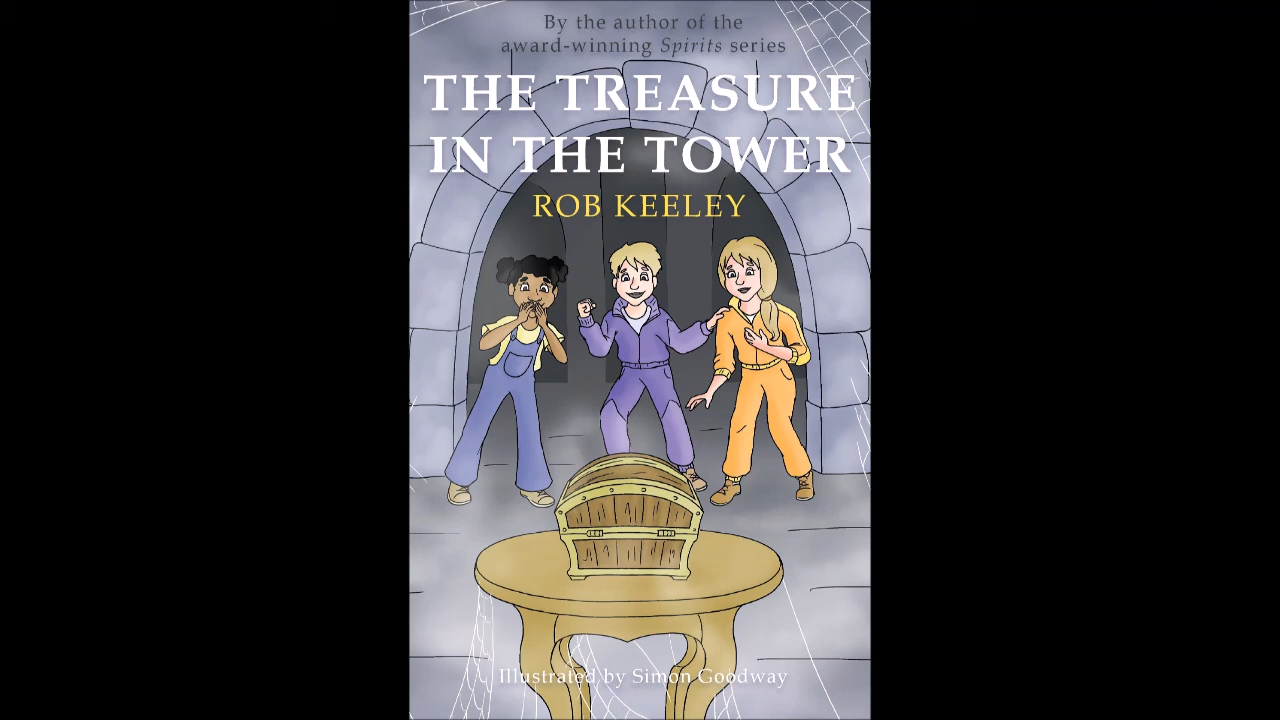 By the author of the
award-winning Spirits series
THE TREASURE
IN THE TOWER
ROB KEELEY
Illustrated by Simon Goodway